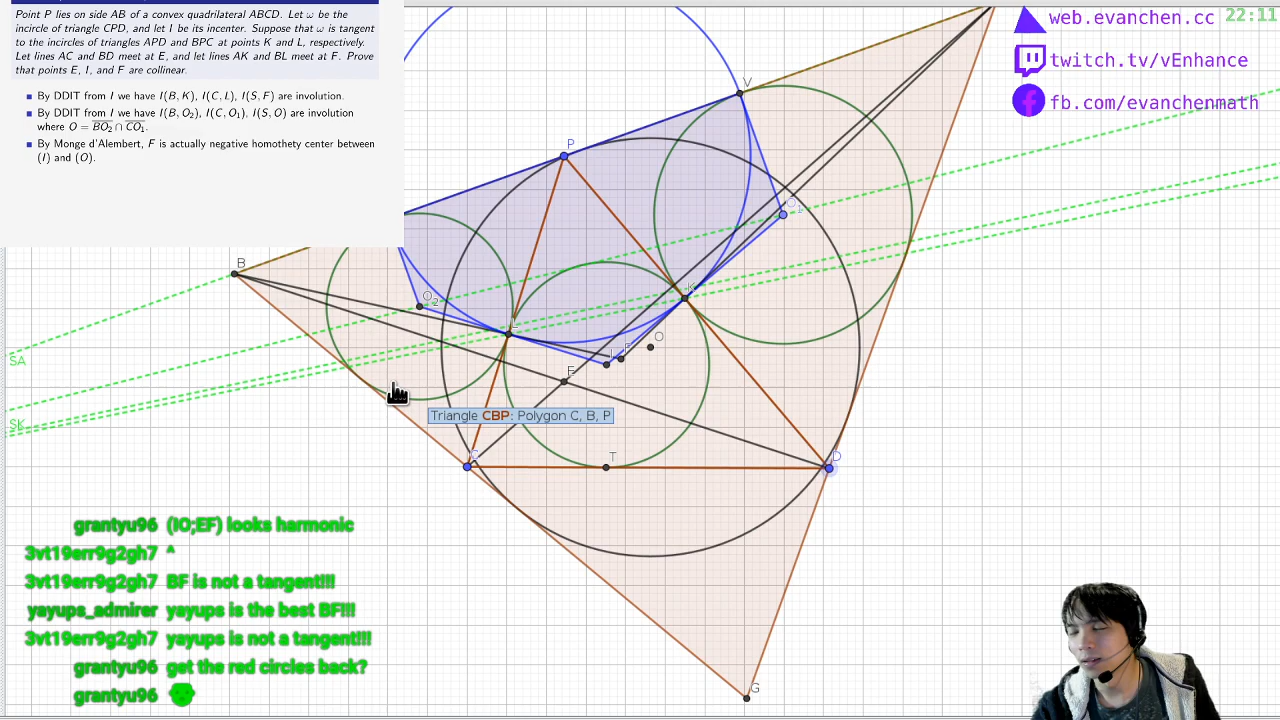 Point P lies on side AB of a convex quadrilateral ABCD. Let ω be the
incircle of triangle CPD, and let I be its incenter. Suppose that ω is tangent
to the incircles of triangles APD and BPC at points K and L, respectively.
Let lines AC and BD meet at E, and let lines AK and BL meet at F. Prove
that points E, I, and F are collinear.
By DDIT from I we have I(B, K), I(C, L), I(S, F) are involution.
By DDIT from I we have I(B, O₂), I(C, O₁), I(S, O) are involution
where O = BO₂ ∩ CO₁.
By Monge d'Alembert, F is actually negative homothety center between
(I) and (O).
web.evanchen.cc
22:11
twitch.tv/vEnhance
fb.com/evanchenmath
V
P
O₁
B
O₂
K
L
O
I
F
E
SA
SK
Triangle CBP: Polygon C, B, P
C
T
D
G
grantyu96 (IO;EF) looks harmonic
3vt19err9g2gh7 ^
3vt19err9g2gh7 BF is not a tangent!!!
yayups_admirer yayups is the best BF!!!
3vt19err9g2gh7 yayups is not a tangent!!!
grantyu96 get the red circles back?
grantyu96